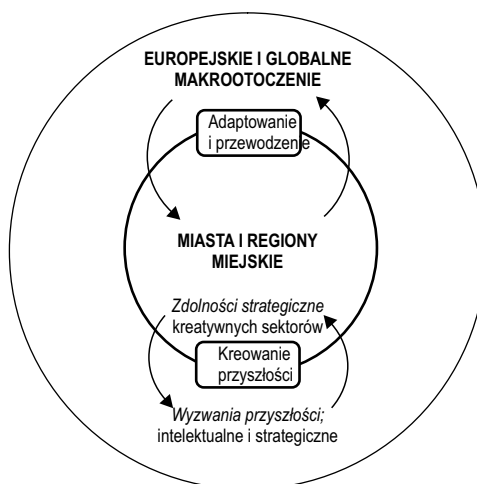 EUROPEJSKIE I GLOBALNE
MAKROOTOCZENIE
Adaptowanie
i przewodzenie
MIASTA I REGIONY
MIEJSKIE
Zdolności strategiczne
kreatywnych sektorów
Kreowanie
przyszłości
Wyzwania przyszłości;
intelektualne i strategiczne